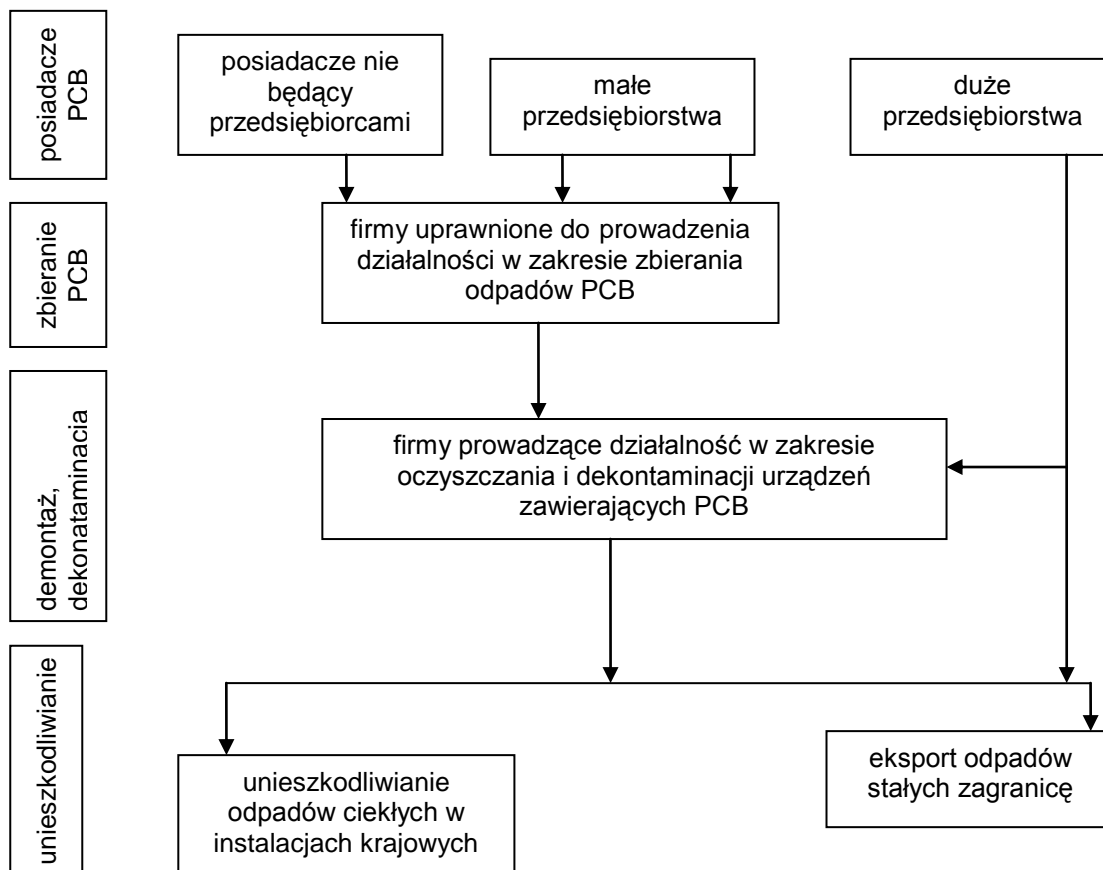 posiadacze
PCB
posiadacze nie
będący
przedsiębiorcami
małe
przedsiębiorstwa
duże
przedsiębiorstwa
zbieranie
PCB
firmy uprawnione do prowadzenia
działalności w zakresie zbierania
odpadów PCB
demontaż,
dekonataminacia
firmy prowadzące działalność w zakresie
oczyszczania i dekontaminacji urządzeń
zawierających PCB
unieszkodliwianie
unieszkodliwianie
odpadów ciekłych w
instalacjach krajowych
eksport odpadów
stałych zagranicę